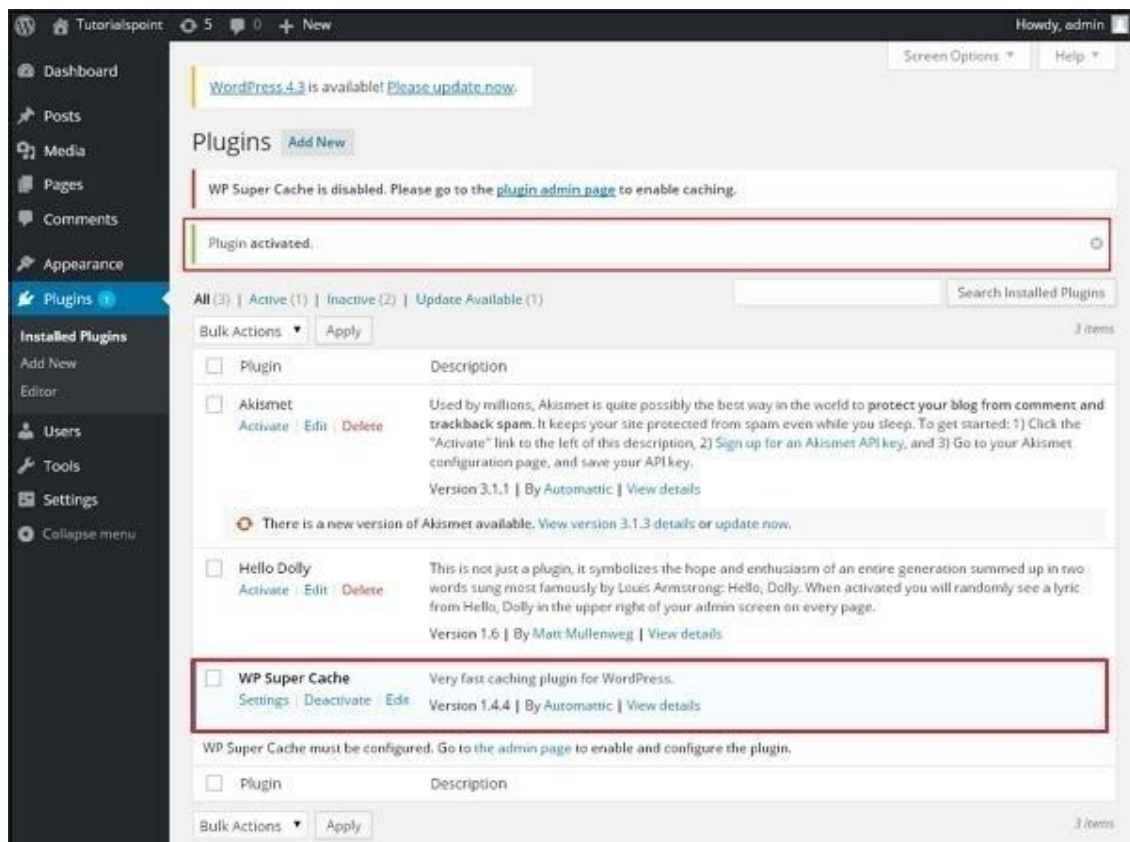 Tutorialspoint 5 0 + New Howdy, admin
Screen Options Help
Dashboard
Posts
Media
Pages
Comments
Appearance
Plugins 1
Installed Plugins
Add New
Editor
Users
Tools
Settings
Collapse menu
WordPress 4.3 is available! Please update now.
Plugins Add New
WP Super Cache is disabled. Please go to the plugin admin page to enable caching.
Plugin activated.
All (3) | Active (1) | Inactive (2) | Update Available (1)
Search Installed Plugins
Bulk Actions Apply 3 items
Plugin Description
Akismet
Activate | Edit | Delete
Used by millions, Akismet is quite possibly the best way in the world to protect your blog from comment and
trackback spam. It keeps your site protected from spam even while you sleep. To get started: 1) Click the
"Activate" link to the left of this description, 2) Sign up for an Akismet API key, and 3) Go to your Akismet
configuration page, and save your API key.
Version 3.1.1 | By Automattic | View details
There is a new version of Akismet available. View version 3.1.3 details or update now.
Hello Dolly
Activate | Edit | Delete
This is not just a plugin, it symbolizes the hope and enthusiasm of an entire generation summed up in two
words sung most famously by Louis Armstrong: Hello, Dolly. When activated you will randomly see a lyric
from Hello, Dolly in the upper right of your admin screen on every page.
Version 1.6 | By Matt Mullenweg | View details
WP Super Cache
Settings | Deactivate | Edit
Very fast caching plugin for WordPress.
Version 1.4.4 | By Automattic | View details
WP Super Cache must be configured. Go to the admin page to enable and configure the plugin.
Plugin Description
Bulk Actions Apply 3 items